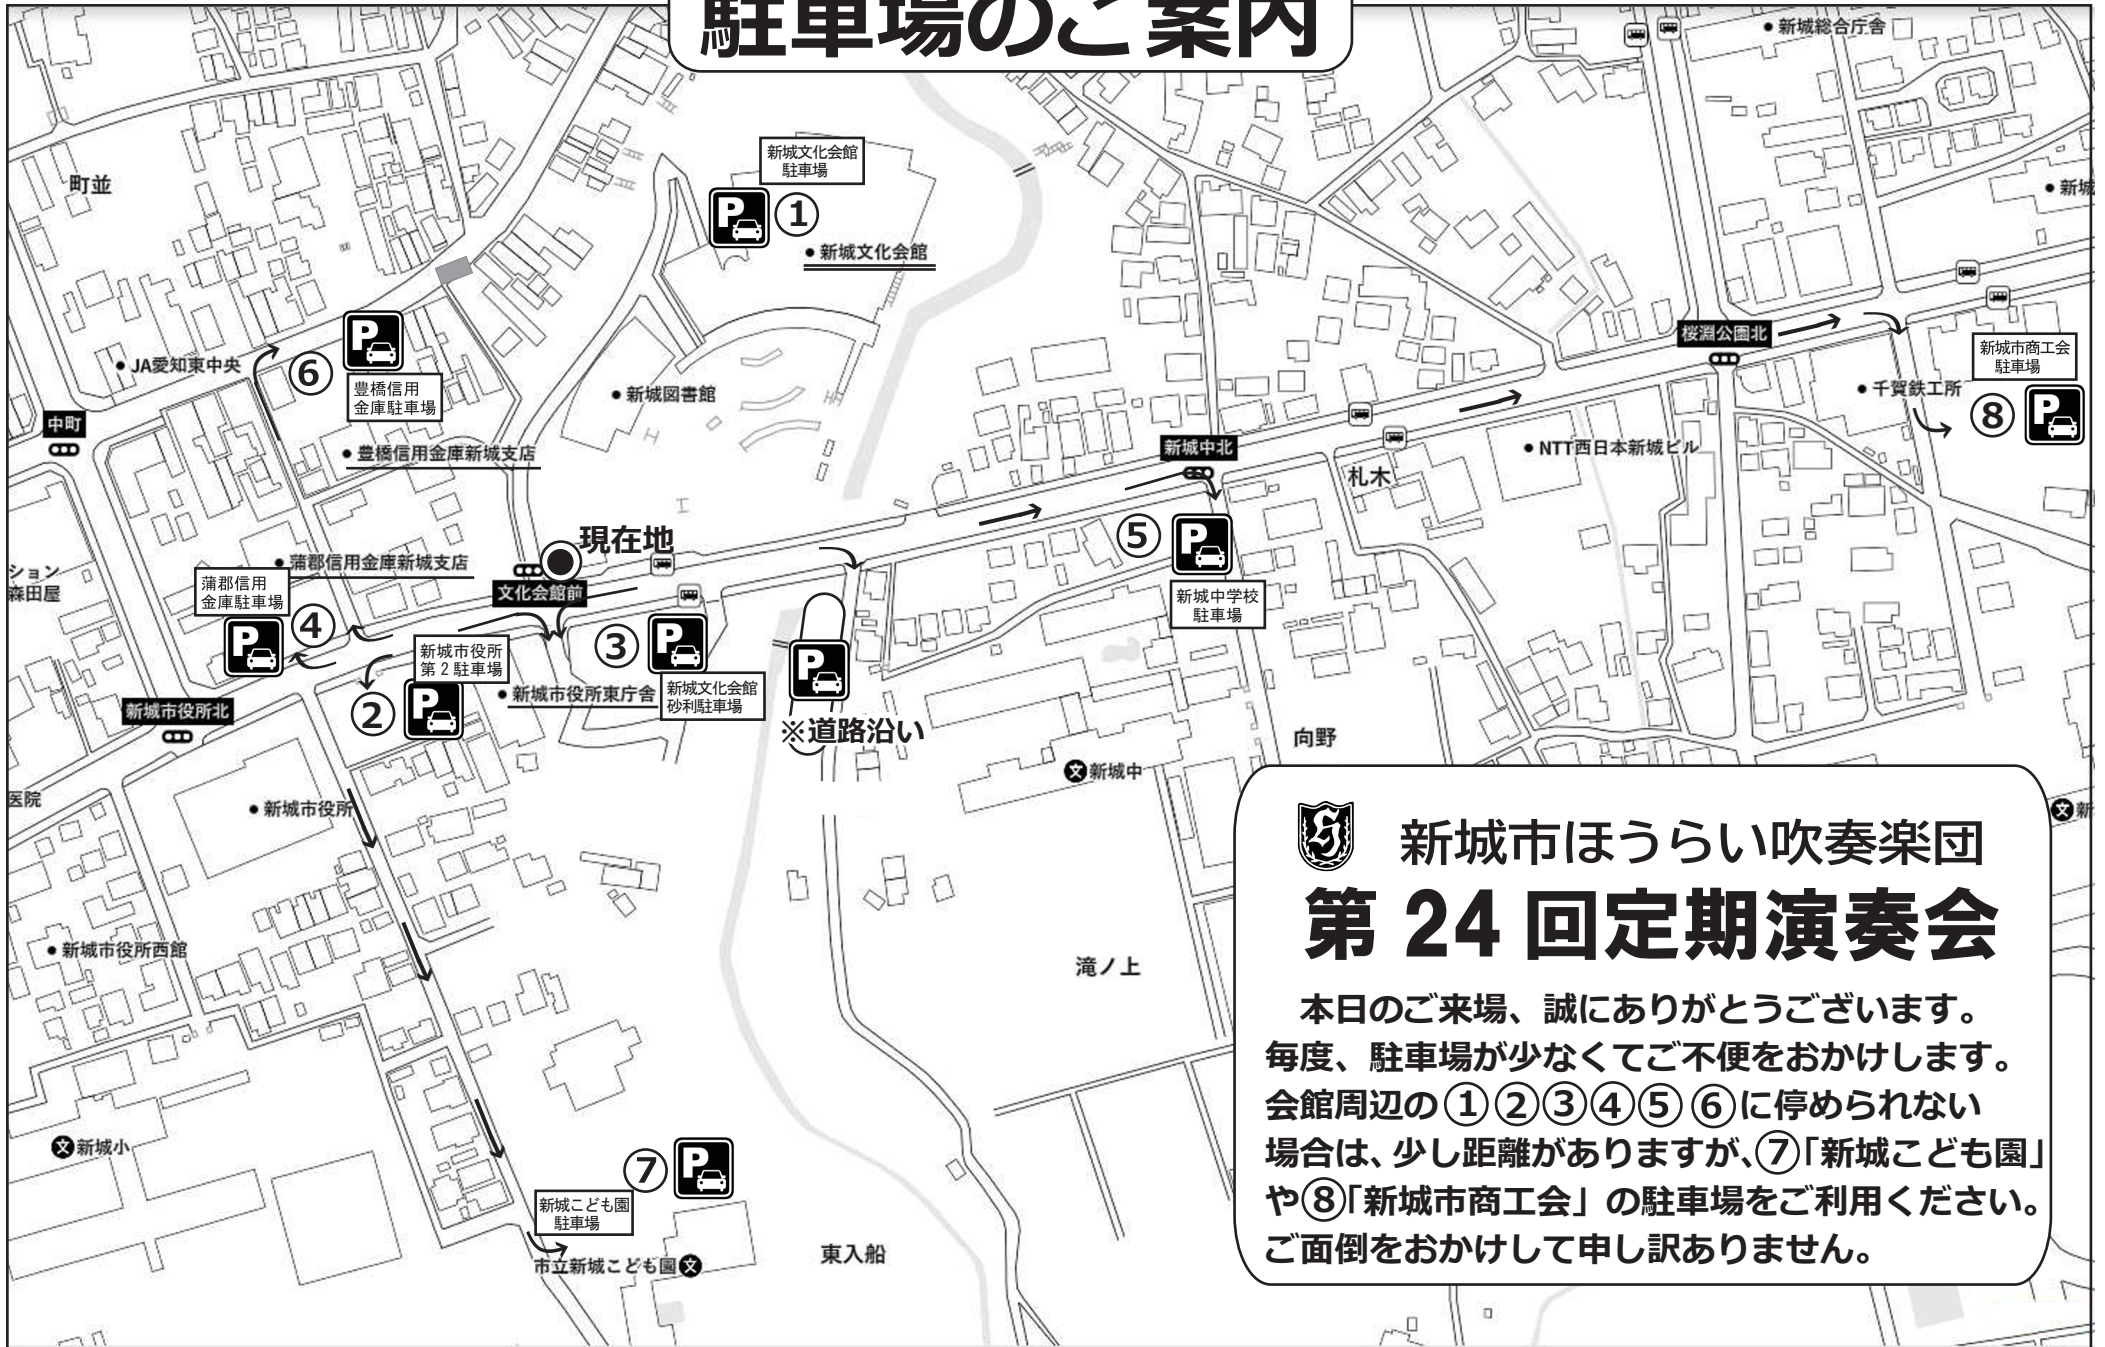 駐車場のご案内
新城総合庁舎
町並
新城文化会館
駐車場
①
新城文化会館
新城
JA愛知東中央
⑥
豊橋信用
金庫駐車場
豊橋信用金庫新城支店
中町
新城図書館
桜淵公園北
新城市商工会
駐車場
千賀鉄工所
⑧
新城中北
札木
NTT西日本新城ビル
⑤
新城中学校
駐車場
現在地
文化会館前
蒲郡信用金庫新城支店
蒲郡信用
金庫駐車場
④
ション
森田屋
新城市役所
第2駐車場
②
③
新城文化会館
砂利駐車場
新城市役所東庁舎
※道路沿い
新城市役所北
医院
新城市役所
向野
文新城中
文新
新城市役所西館
滝ノ上
文新城小
⑦
新城こども園
駐車場
市立新城こども園文
東入船
新城市ほうらい吹奏楽団
第24回定期演奏会
本日のご来場、誠にありがとうございます。
毎度、駐車場が少なくてご不便をおかけします。
会館周辺の①②③④⑤⑥に停められない
場合は、少し距離がありますが、⑦「新城こども園」
や⑧「新城市商工会」の駐車場をご利用ください。
ご面倒をおかけして申し訳ありません。
P
P
P
P
P
P
P
P
P